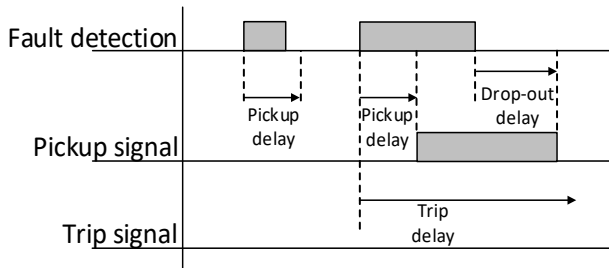 Fault detection
Pickup
delay
Pickup
delay
Drop-out
delay
Pickup signal
Trip
delay
Trip signal